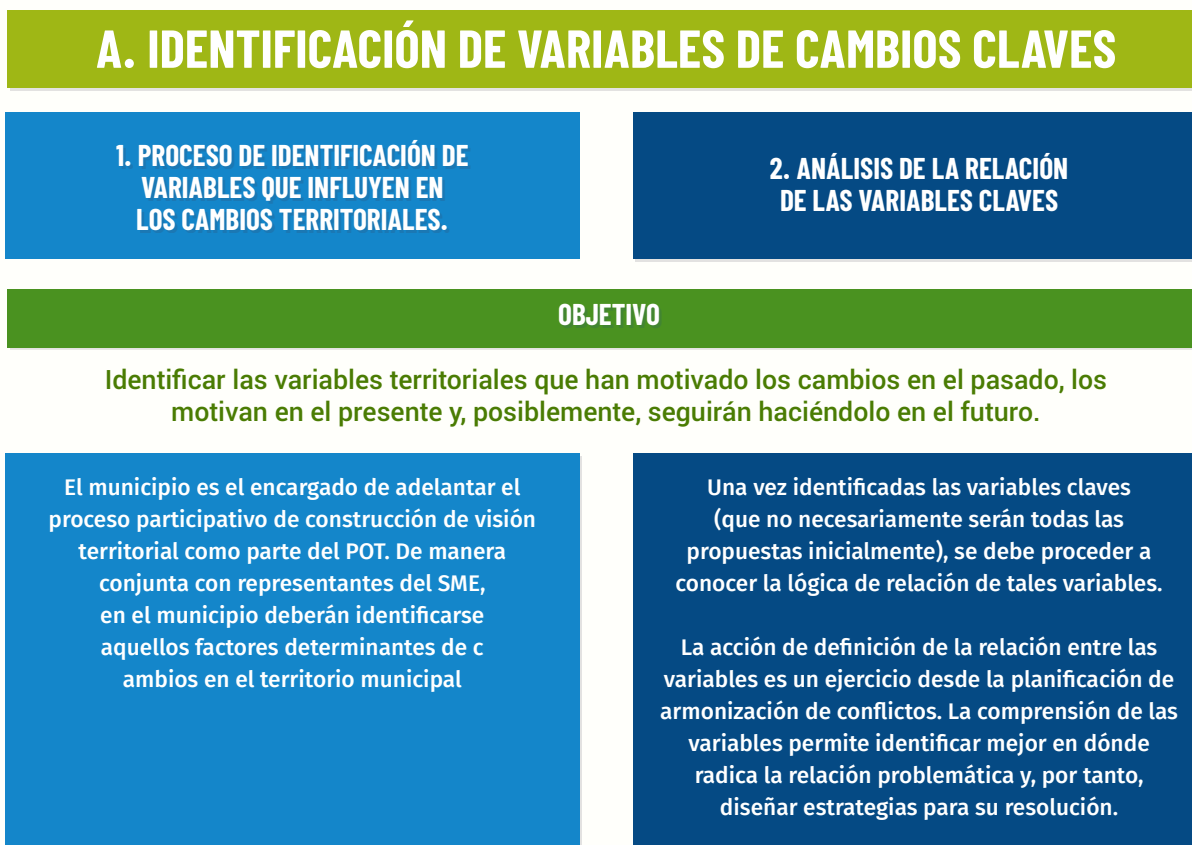 A. IDENTIFICACIÓN DE VARIABLES DE CAMBIOS CLAVES
1. PROCESO DE IDENTIFICACIÓN DE
VARIABLES QUE INFLUYEN EN
LOS CAMBIOS TERRITORIALES.
2. ANÁLISIS DE LA RELACIÓN
DE LAS VARIABLES CLAVES
OBJETIVO
Identificar las variables territoriales que han motivado los cambios en el pasado, los
motivan en el presente y, posiblemente, seguirán haciéndolo en el futuro.
El municipio es el encargado de adelantar el
proceso participativo de construcción de visión
territorial como parte del POT. De manera
conjunta con representantes del SME,
en el municipio deberán identificarse
aquellos factores determinantes de c
ambios en el territorio municipal
Una vez identificadas las variables claves
(que no necesariamente serán todas las
propuestas inicialmente), se debe proceder a
conocer la lógica de relación de tales variables.
La acción de definición de la relación entre las
variables es un ejercicio desde la planificación de
armonización de conflictos. La comprensión de las
variables permite identificar mejor en dónde
radica la relación problemática y, por tanto,
diseñar estrategias para su resolución.